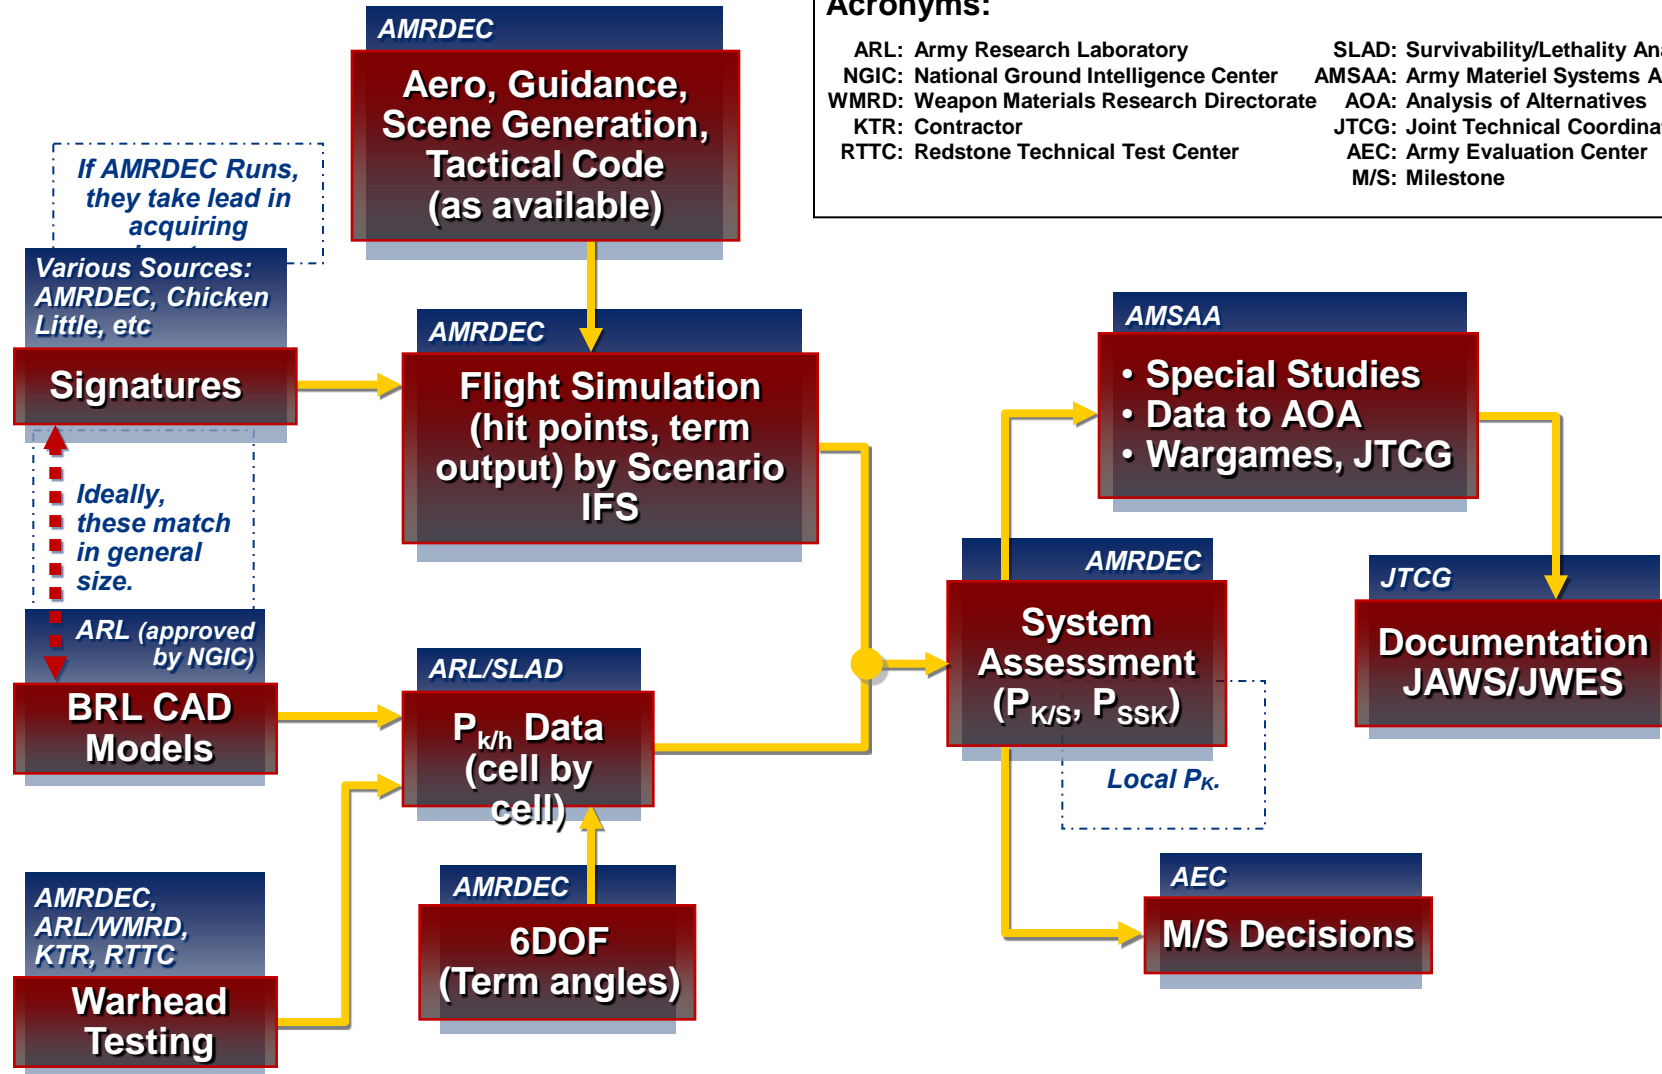 AMRDEC
Aero, Guidance,
Scene Generation,
Tactical Code
(as available)
Acronyms:
ARL: Army Research Laboratory
NGIC: National Ground Intelligence Center
WMRD: Weapon Materials Research Directorate
KTR: Contractor
RTTC: Redstone Technical Test Center
SLAD: Survivability/Lethality
AMSAA: Army Materiel Systems
AOA: Analysis of Alternatives
JTCG: Joint Technical
AEC: Army Evaluation Center
M/S: Milestone
If AMRDEC Runs,
they take lead in
acquiring
Various Sources:
AMRDEC, Chicken
Little, etc
Signatures
AMRDEC
Flight Simulation
(hit points, term
output) by Scenario
IFS
AMSAA
• Special Studies
• Data to AOA
• Wargames, JTCG
Ideally,
these match
in general
size.
ARL (approved
by NGIC)
BRL CAD
Models
ARL/SLAD
Pk/h Data
(cell by
cell)
AMRDEC
System
Assessment
(PK/S, PSSK)
Local PK.
JTCG
Documentation
JAWS/JWES
AMRDEC,
ARL/WMRD,
KTR, RTTC
Warhead
Testing
AMRDEC
6DOF
(Term angles)
AEC
M/S Decisions